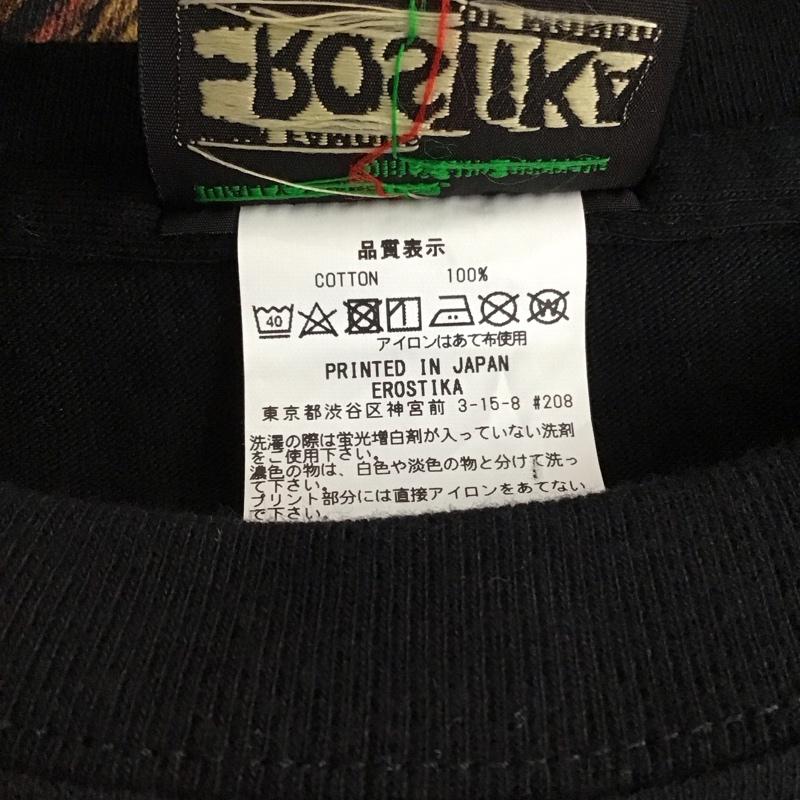 EROSTIKA
品質表示
COTTON 100%
40
アイロンはあて布使用
PRINTED IN JAPAN
EROSTIKA
東京都渋谷区神宮前 3-15-8 #208
洗濯の際は蛍光増白剤が入っていない洗剤
をご使用下さい。
濃色の物は、白色や淡色の物と分けて洗っ
て下さい。
プリント部分には直接アイロンをあてない
で下さい。